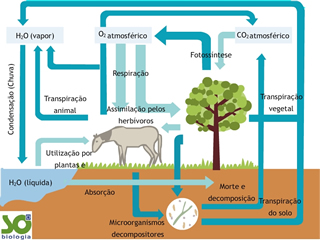 H₂O (vapor)
O₂ atmosférico
CO₂ atmosférico
Fotossíntese
Respiração
Condensação (Chuva)
Transpiração
animal
Assimilação pelos
herbívoros
Transpiração
vegetal
Utilização por
plantas e
H₂O (líquida)
Absorção
Morte e
decomposição
Transpiração
do solo
Microorganismos
decompositores
só
biologia